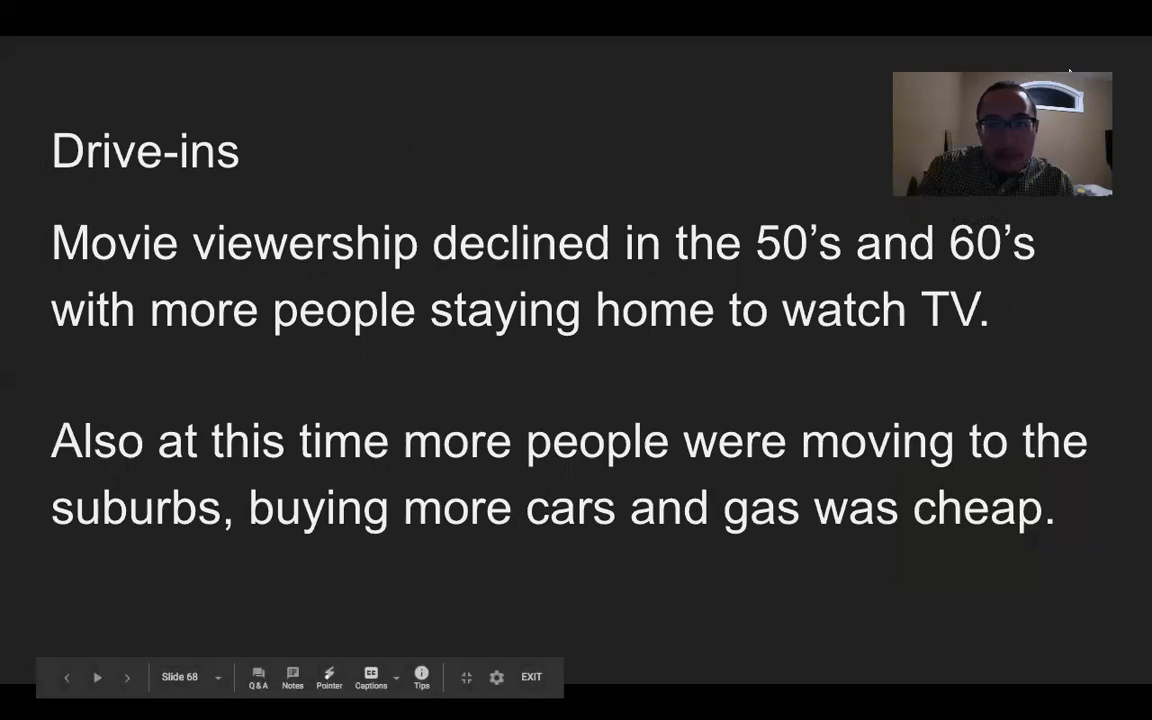 Drive-ins
Movie viewership declined in the 50’s and 60’s
with more people staying home to watch TV.
Also at this time more people were moving to the
suburbs, buying more cars and gas was cheap.
Slide 68
Q&A
Notes
Pointer
CC
Captions
Tips
EXIT